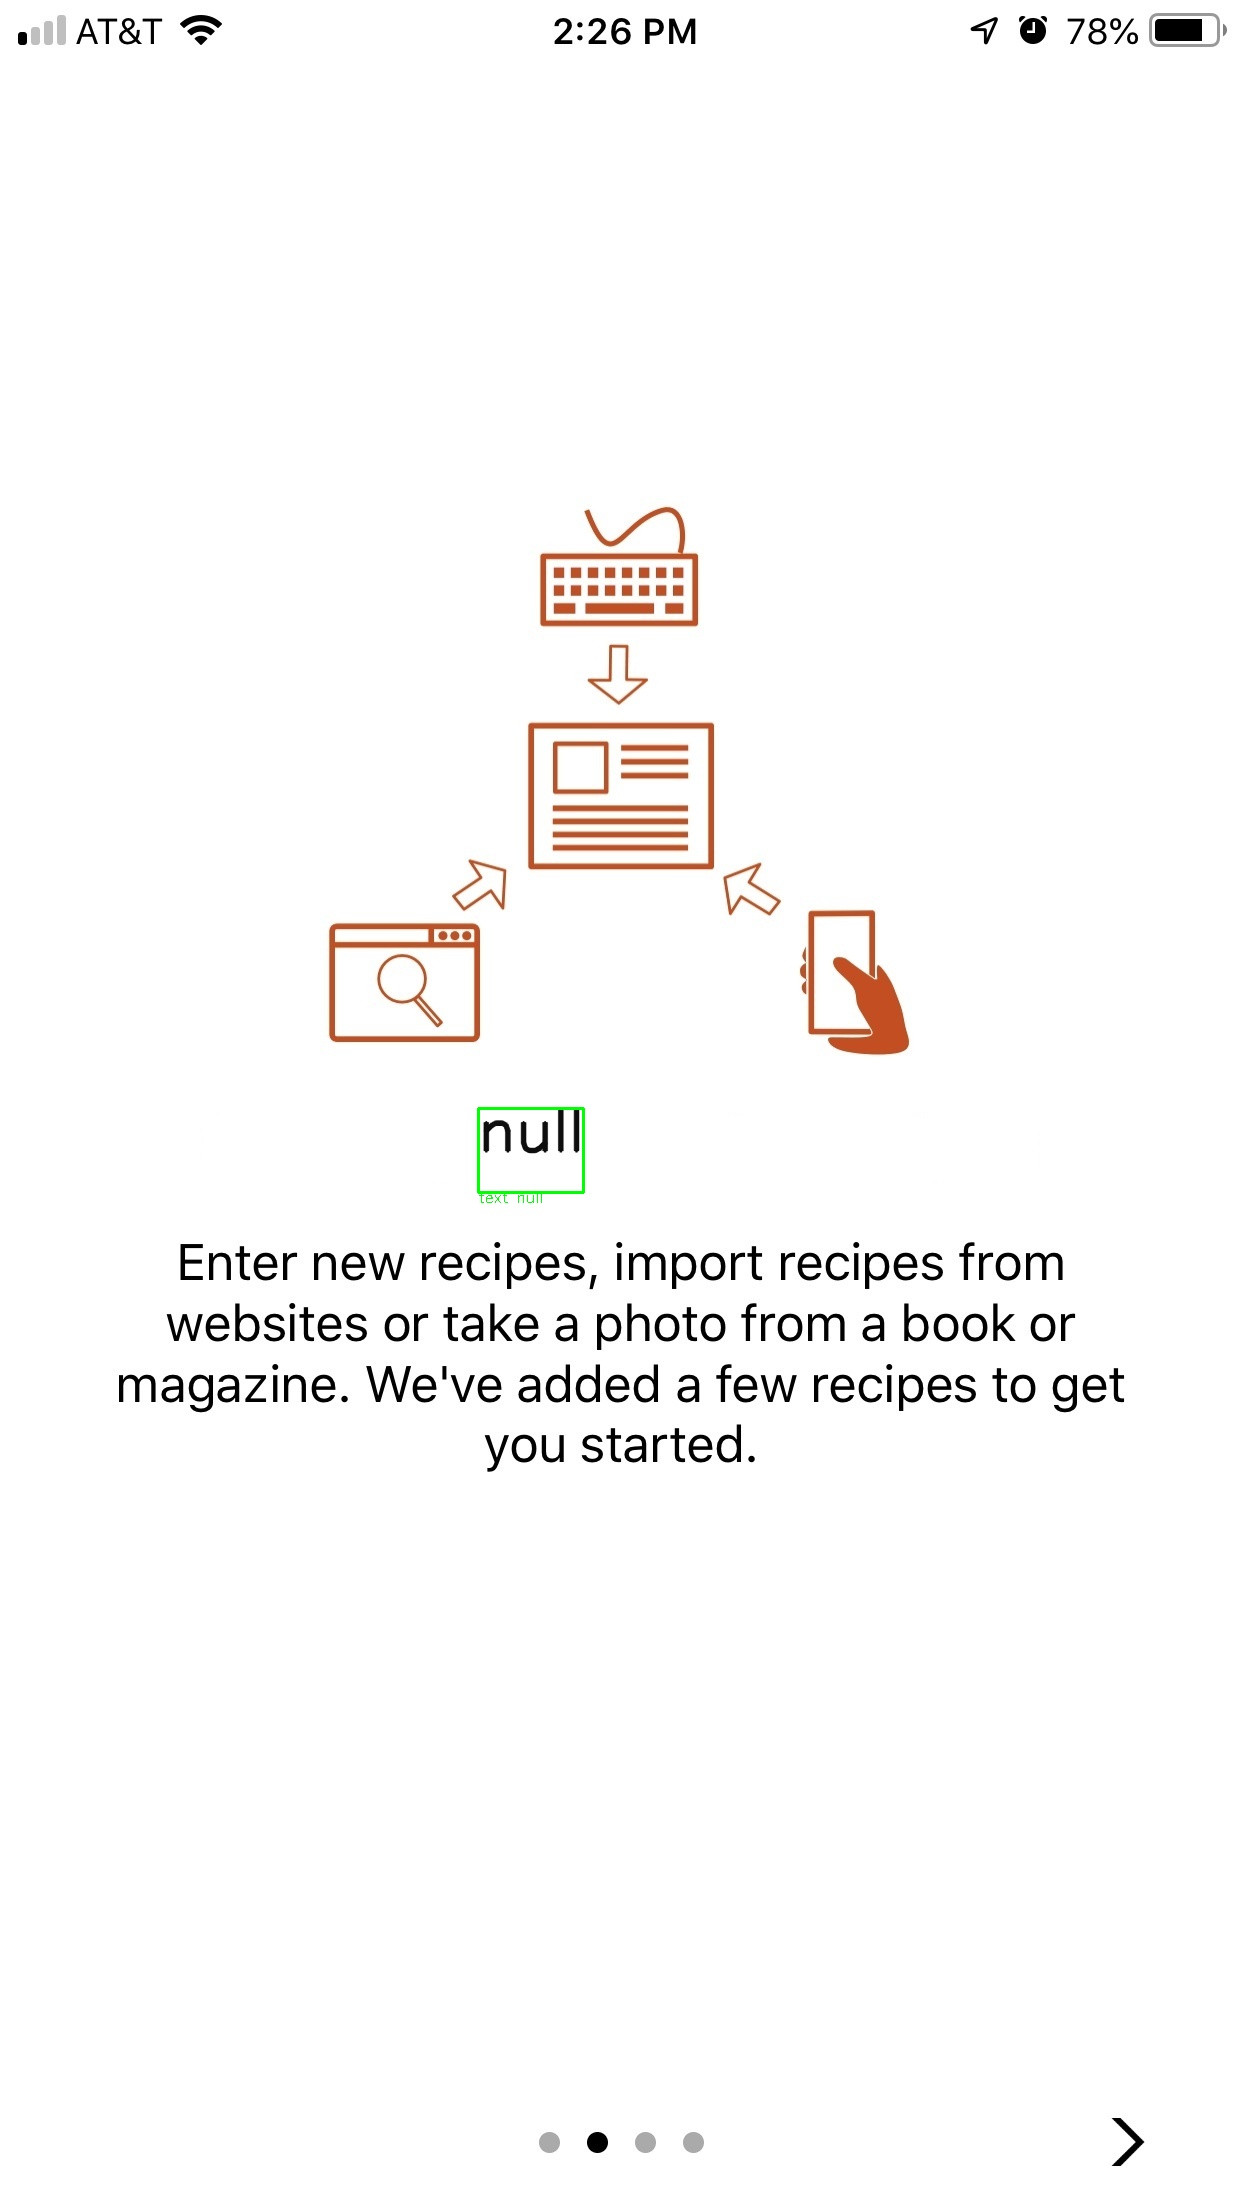 AT&T 2:26 PM 78%
null
text null
Enter new recipes, import recipes from
websites or take a photo from a book or
magazine. We've added a few recipes to get
you started.